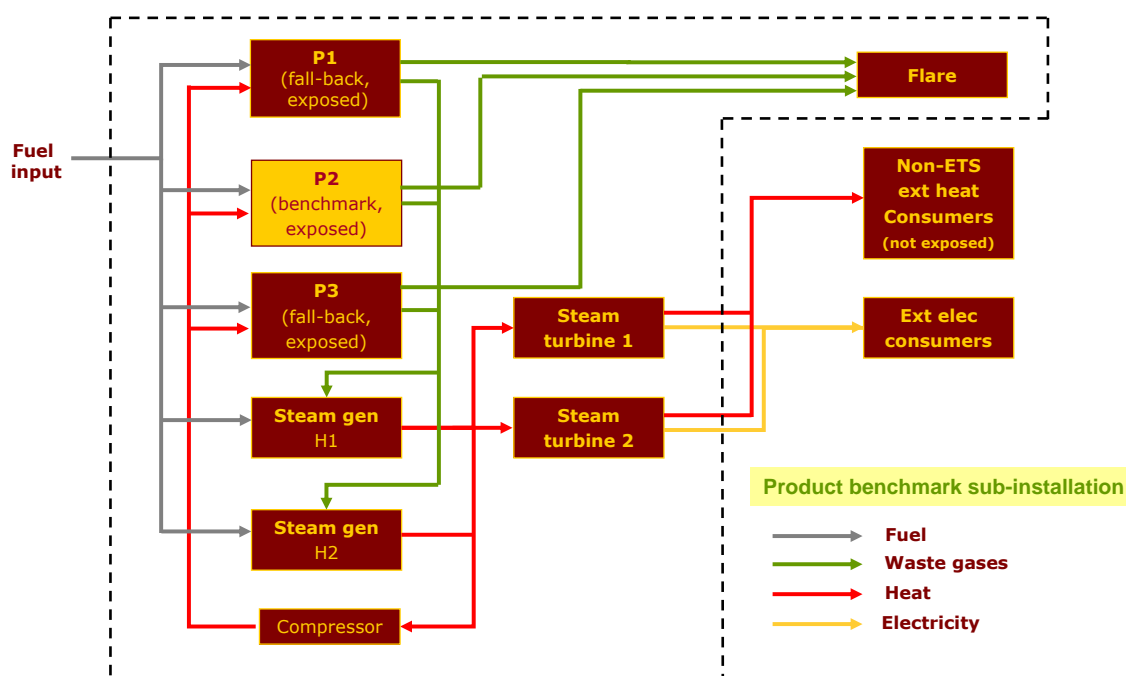 P1
(fall-back,
exposed)
Flare
Fuel
input
P2
(benchmark,
exposed)
Non-ETS
ext heat
Consumers
(not exposed)
P3
(fall-back,
exposed)
Steam
turbine 1
Ext elec
consumers
Steam gen
H1
Steam
turbine 2
Product benchmark sub-installation
Steam gen
H2
Fuel
Waste gases
Heat
Electricity
Compressor